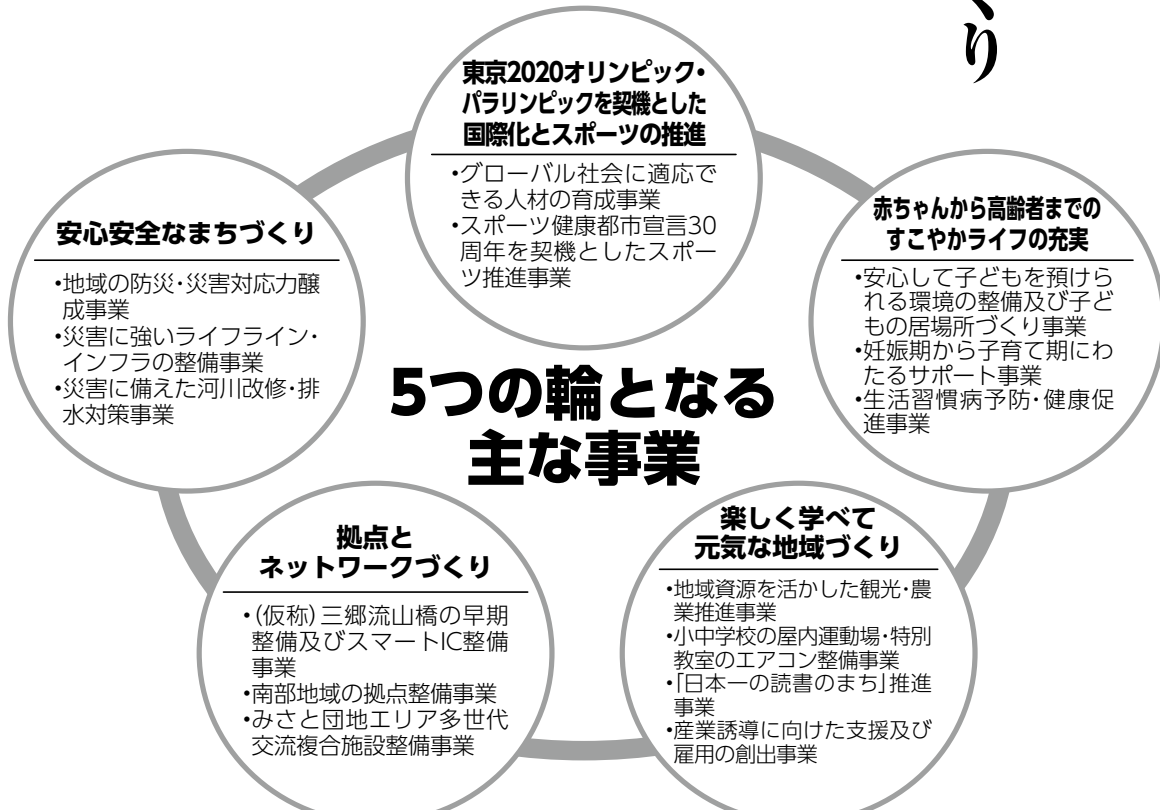 り
東京2020オリンピック・
パラリンピックを契機とした
国際化とスポーツの推進
・グローバル社会に適応で
きる人材の育成事業
・スポーツ健康都市宣言30
周年を契機としたスポー
ツ推進事業
安心安全なまちづくり
・地域の防災・災害対応力醸
成事業
・災害に強いライフライン・
インフラの整備事業
・災害に備えた河川改修・排
水対策事業
赤ちゃんから高齢者までの
すこやかライフの充実
・安心して子どもを預けら
れる環境の整備及び子ど
もの居場所づくり事業
・妊娠期から子育て期にわ
たるサポート事業
・生活習慣病予防・健康促
進事業
5つの輪となる
主な事業
拠点と
ネットワークづくり
・(仮称)三郷流山橋の早期
整備及びスマートIC整備
事業
・南部地域の拠点整備事業
・みさと団地エリア多世代
交流複合施設整備事業
楽しく学べて
元気な地域づくり
・地域資源を活かした観光・農
業推進事業
・小中学校の屋内運動場・特別
教室のエアコン整備事業
・「日本一の読書のまち」推進
事業
・産業誘導に向けた支援及び
雇用の創出事業